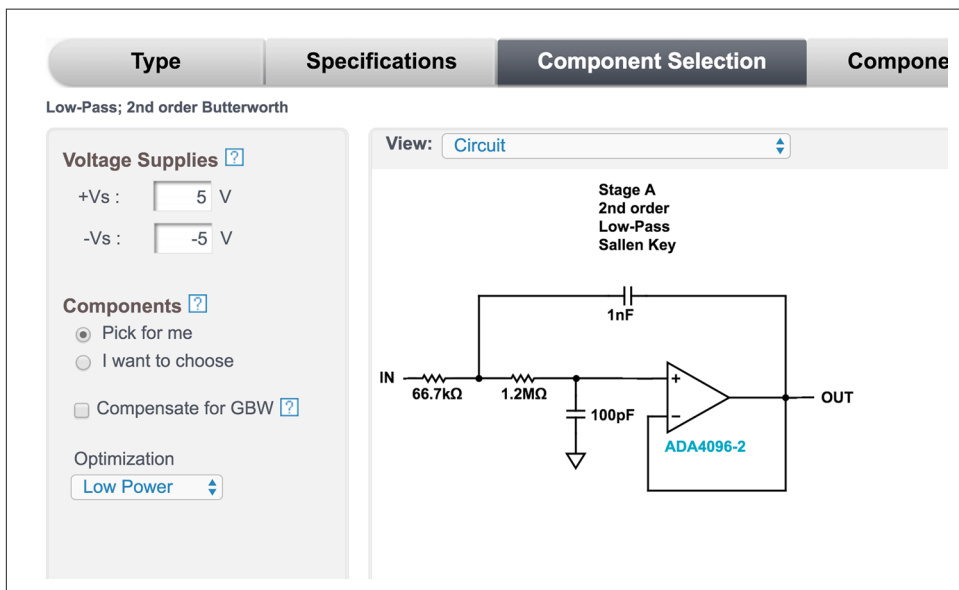 Type
Specifications
Component Selection
Compone
Low-Pass; 2nd order Butterworth
Voltage Supplies ?
+Vs : 5 V
-Vs : -5 V
Components ?
Pick for me
I want to choose
Compensate for GBW ?
Optimization
Low Power
View: Circuit
Stage A
2nd order
Low-Pass
Sallen Key
1nF
IN
66.7kΩ
1.2MΩ
100pF
+
−
OUT
ADA4096-2